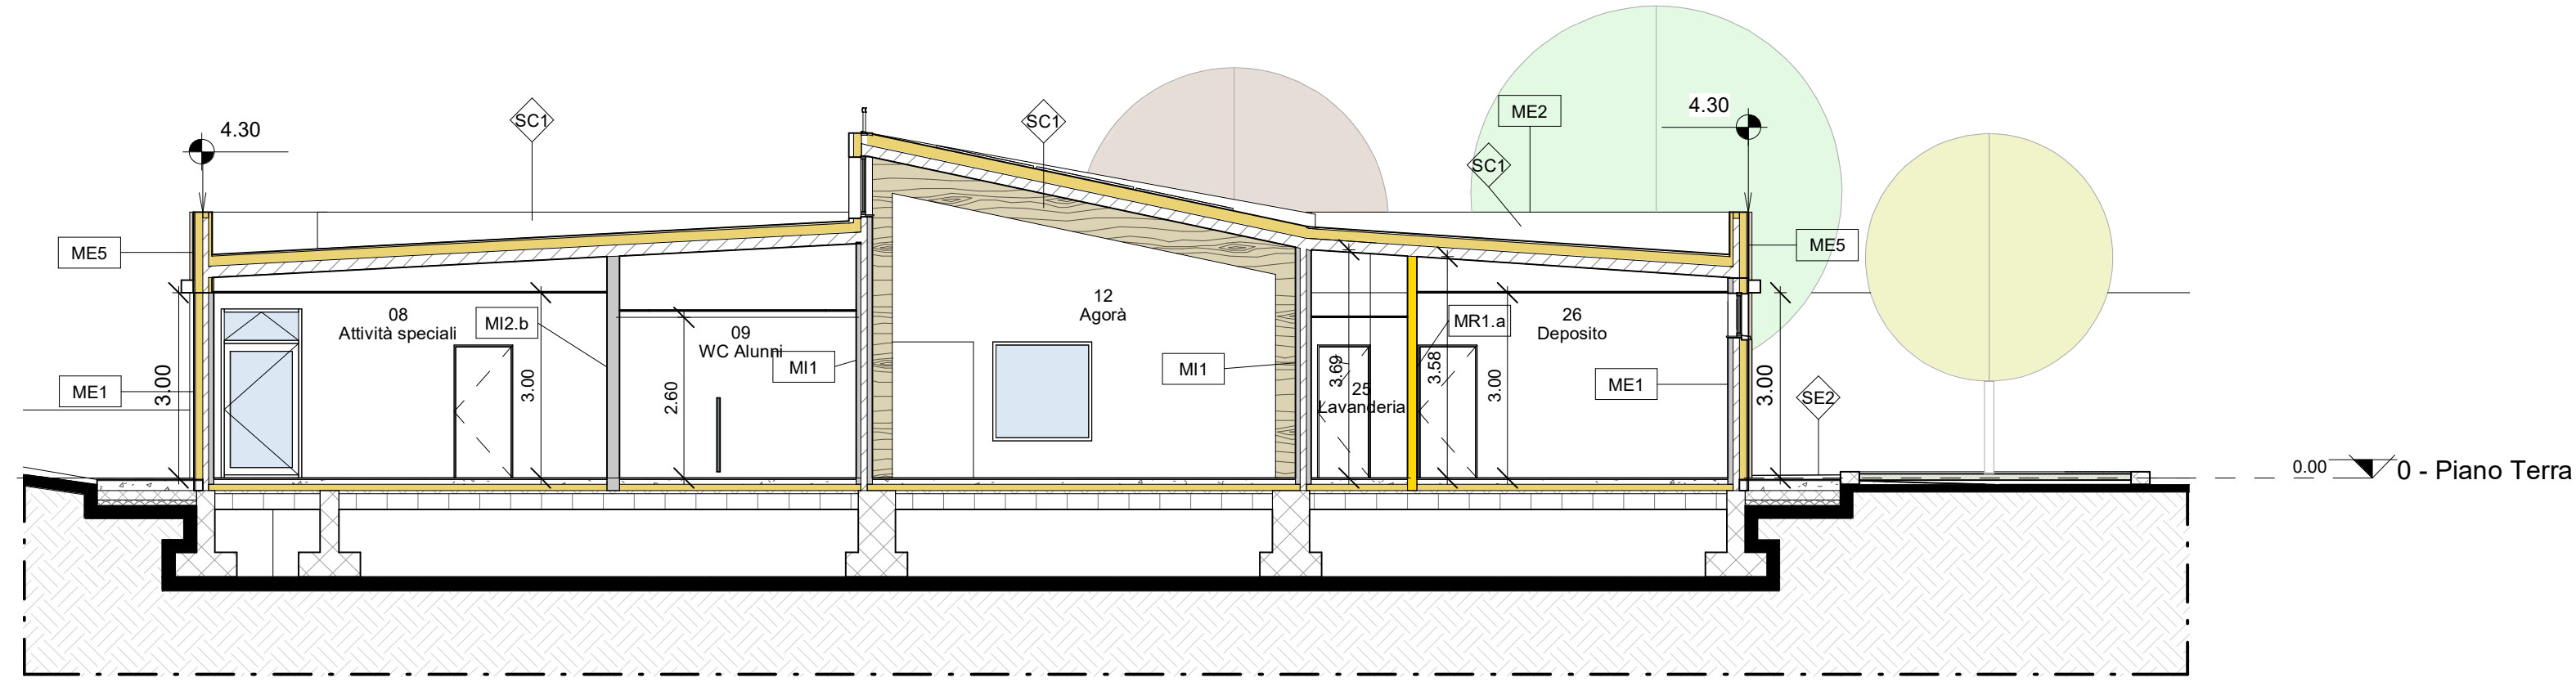 4.30
SC1
SC1
ME2
4.30
SC1
ME5
ME5
12
Agorà
08
Attività speciali
MI2.b
09
WC Alunni
MI1
MI1
MR1.a
26
Deposito
ME1
3.00
3.00
2.60
3.69
25
Lavanderia
3.58
3.00
ME1
3.00
SE2
0.00
0 - Piano Terra